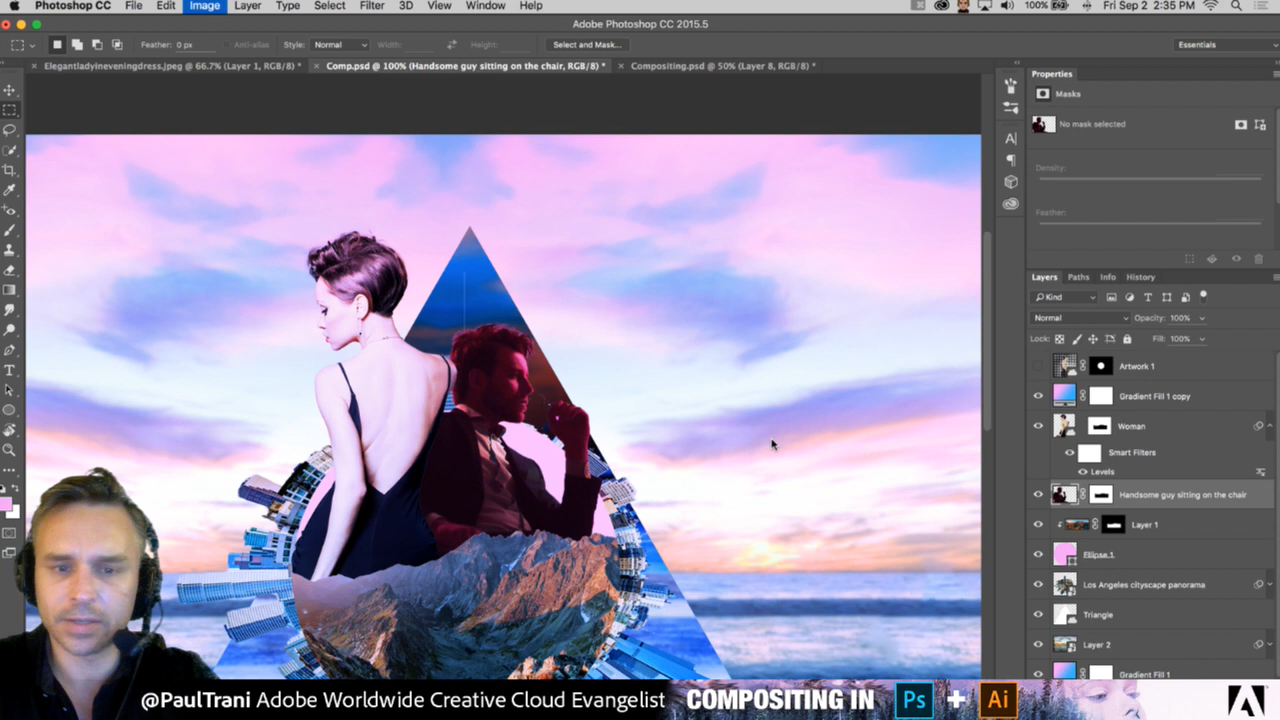 Photoshop CC File Edit Image Layer Type Select Filter 3D View Window Help 100% Fri Sep 2 2:35 PM
Adobe Photoshop CC 2015.5
Feather: 0 px Anti-alias Style: Normal Width: Height: Select and Mask... Essentials
Elegantladyineveningdress.jpeg @ 66.7% (Layer 1, RGB/8) * Comp.psd @ 100% (Handsome guy sitting on the chair, RGB/8) * Compositing.psd @ 50% (Layer 8, RGB/8) *
Properties
Masks
No mask selected
Density:
Feather:
Layers Paths Info History
Kind
Normal Opacity: 100%
Lock: Fill: 100%
Artwork 1
Gradient Fill 1 copy
Woman
Smart Filters
Levels
Handsome guy sitting on the chair
Layer 1
Ellipse 1
Los Angeles cityscape panorama
Triangle
Layer 2
Gradient Fill 1
@PaulTrani Adobe Worldwide Creative Cloud Evangelist COMPOSITING IN Ps + Ai